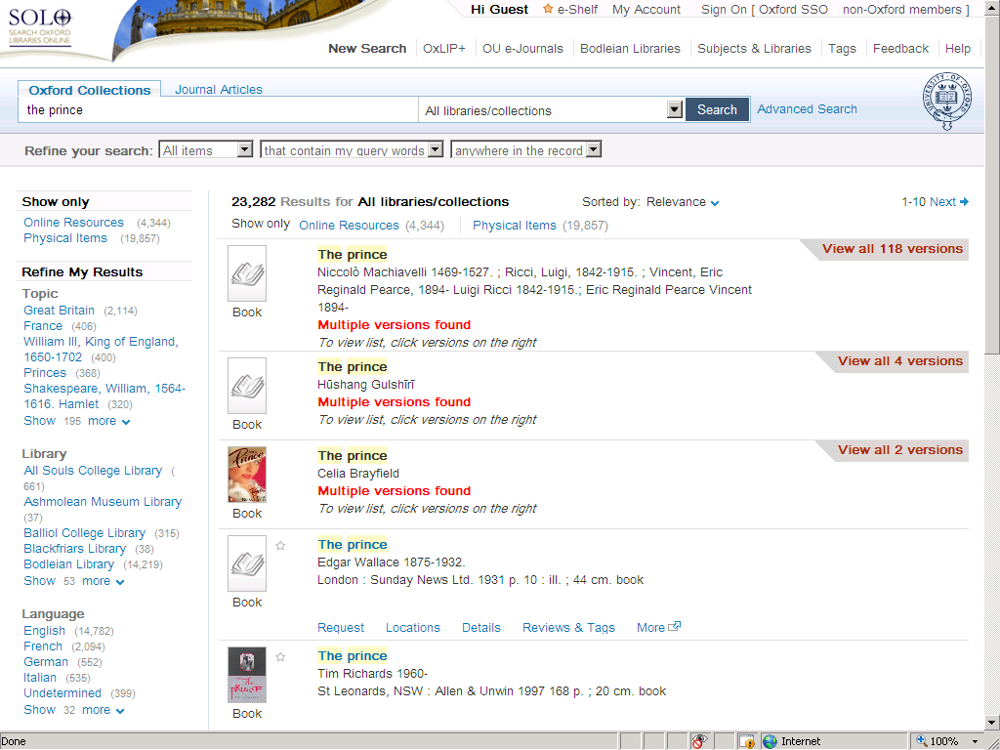 SOLO
SEARCH OXFORD
LIBRARIES ONLINE
Hi Guest e-Shelf My Account Sign On [ Oxford SSO non-Oxford members ]
New Search OxLIP+ OU e-Journals Bodleian Libraries Subjects & Libraries Tags Feedback Help
Oxford Collections Journal Articles
the prince All libraries/collections Search Advanced Search
Refine your search: All items that contain my query words anywhere in the record
Show only
Online Resources (4,344)
Physical Items (19,857)
Refine My Results
Topic
Great Britain (2,114)
France (406)
William III, King of England,
1650-1702 (400)
Princes (368)
Shakespeare, William, 1564-
1616. Hamlet (320)
Show 195 more
Library
All Souls College Library (
661)
Ashmolean Museum Library
(37)
Balliol College Library (315)
Blackfriars Library (38)
Bodleian Library (14,219)
Show 53 more
Language
English (14,782)
French (2,094)
German (552)
Italian (535)
Undetermined (399)
Show 32 more
23,282 Results for All libraries/collections Sorted by: Relevance 1-10 Next
Show only Online Resources (4,344) Physical Items (19,857)
The prince View all 118 versions
Niccolò Machiavelli 1469-1527. ; Ricci, Luigi, 1842-1915. ; Vincent, Eric
Reginald Pearce, 1894- Luigi Ricci 1842-1915.; Eric Reginald Pearce Vincent
1894-
Book
Multiple versions found
To view list, click versions on the right
The prince View all 4 versions
Hūshang Gulshīrī
Multiple versions found
To view list, click versions on the right
Book
The prince View all 2 versions
Celia Brayfield
Multiple versions found
To view list, click versions on the right
Book
The prince
Edgar Wallace 1875-1932.
London : Sunday News Ltd. 1931 p. 10 : ill. ; 44 cm. book
Book
Request Locations Details Reviews & Tags More
The prince
Tim Richards 1960-
St Leonards, NSW : Allen & Unwin 1997 168 p. ; 20 cm. book
Book
Done Internet 100%